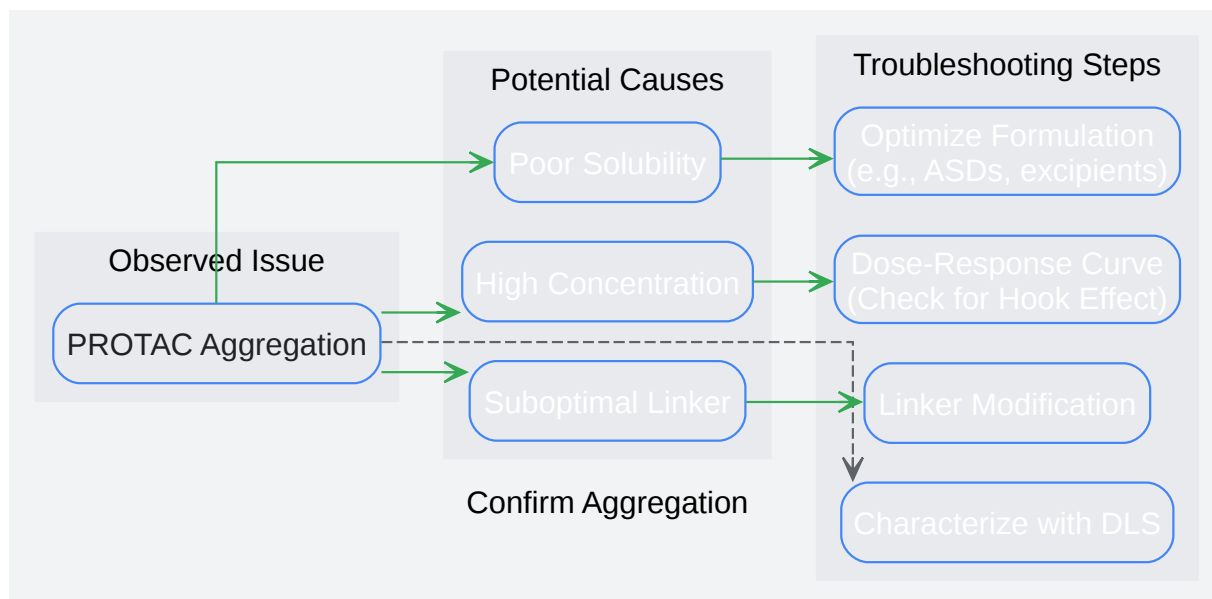 Observed Issue
PROTAC Aggregation
Potential Causes
Poor Solubility
High Concentration
Suboptimal Linker
Confirm Aggregation
Troubleshooting Steps
Optimize Formulation
(e.g., ASDs, excipients)
Dose-Response Curve
(Check for Hook Effect)
Linker Modification
Characterize with DLS